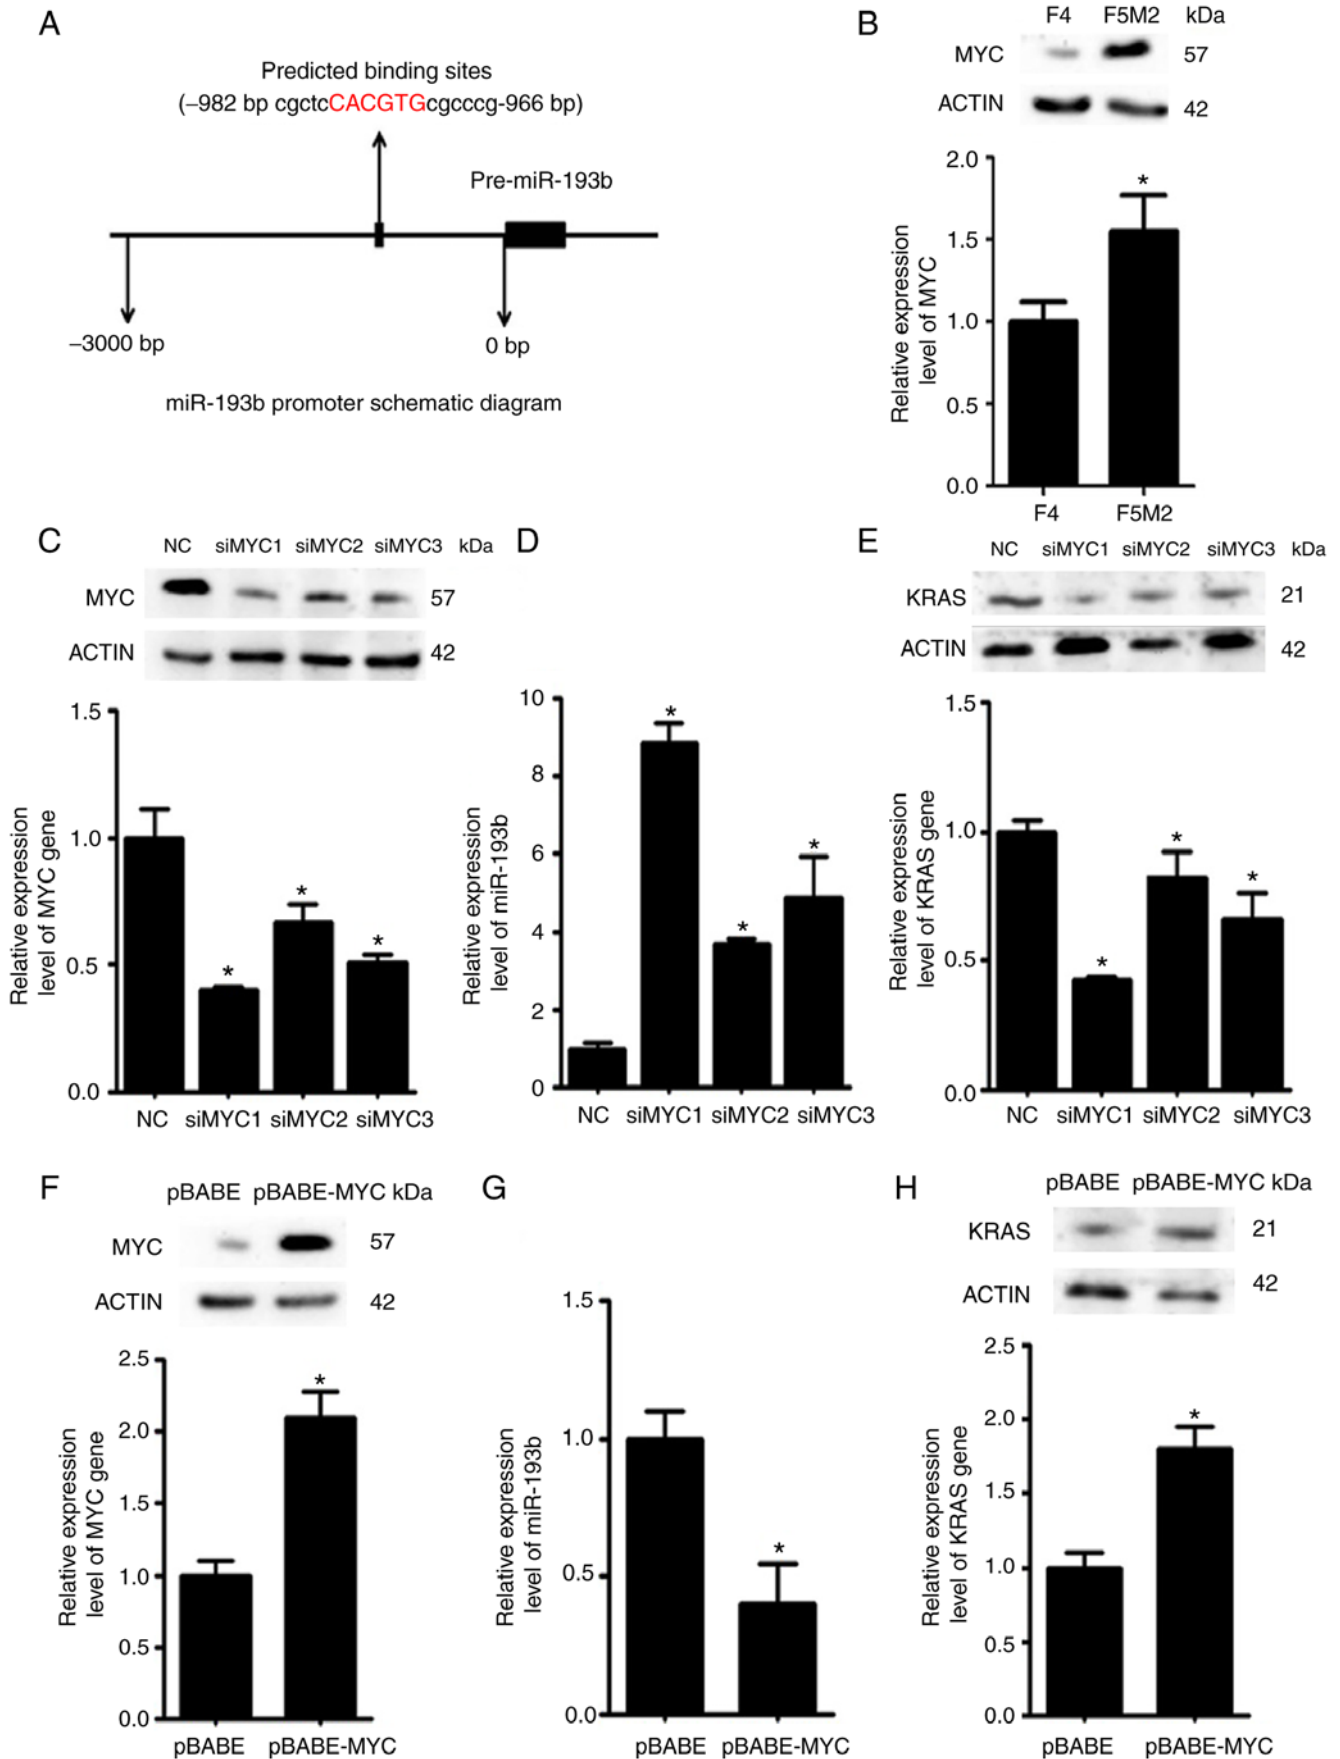 A
Predicted binding sites
(–982 bp cgctcCACGTGcgcccg-966 bp)
Pre-miR-193b
–3000 bp
0 bp
miR-193b promoter schematic diagram
B
F4 F5M2 kDa
MYC 57
ACTIN 42
Relative expression
level of MYC
2.0
*
1.5
1.0
0.5
0.0
F4 F5M2
C
NC siMYC1 siMYC2 siMYC3 kDa
MYC 57
ACTIN 42
Relative expression
level of MYC gene
1.5
1.0
*
*
*
0.5
0.0
NC siMYC1 siMYC2 siMYC3
D
Relative expression
level of miR-193b
10
*
8
*
6
*
4
2
0
NC siMYC1 siMYC2 siMYC3
E
NC siMYC1 siMYC2 siMYC3 kDa
KRAS 21
ACTIN 42
Relative expression
level of KRAS gene
1.5
1.0
*
*
*
0.5
0.0
NC siMYC1 siMYC2 siMYC3
F
pBABE pBABE-MYC kDa
MYC 57
ACTIN 42
Relative expression
level of MYC gene
2.5
*
2.0
1.5
1.0
0.5
0.0
pBABE pBABE-MYC
G
Relative expression
level of miR-193b
1.5
1.0
*
0.5
0.0
pBABE pBABE-MYC
H
pBABE pBABE-MYC kDa
KRAS 21
ACTIN 42
Relative expression
level of KRAS gene
2.5
*
2.0
1.5
1.0
0.5
0.0
pBABE pBABE-MYC